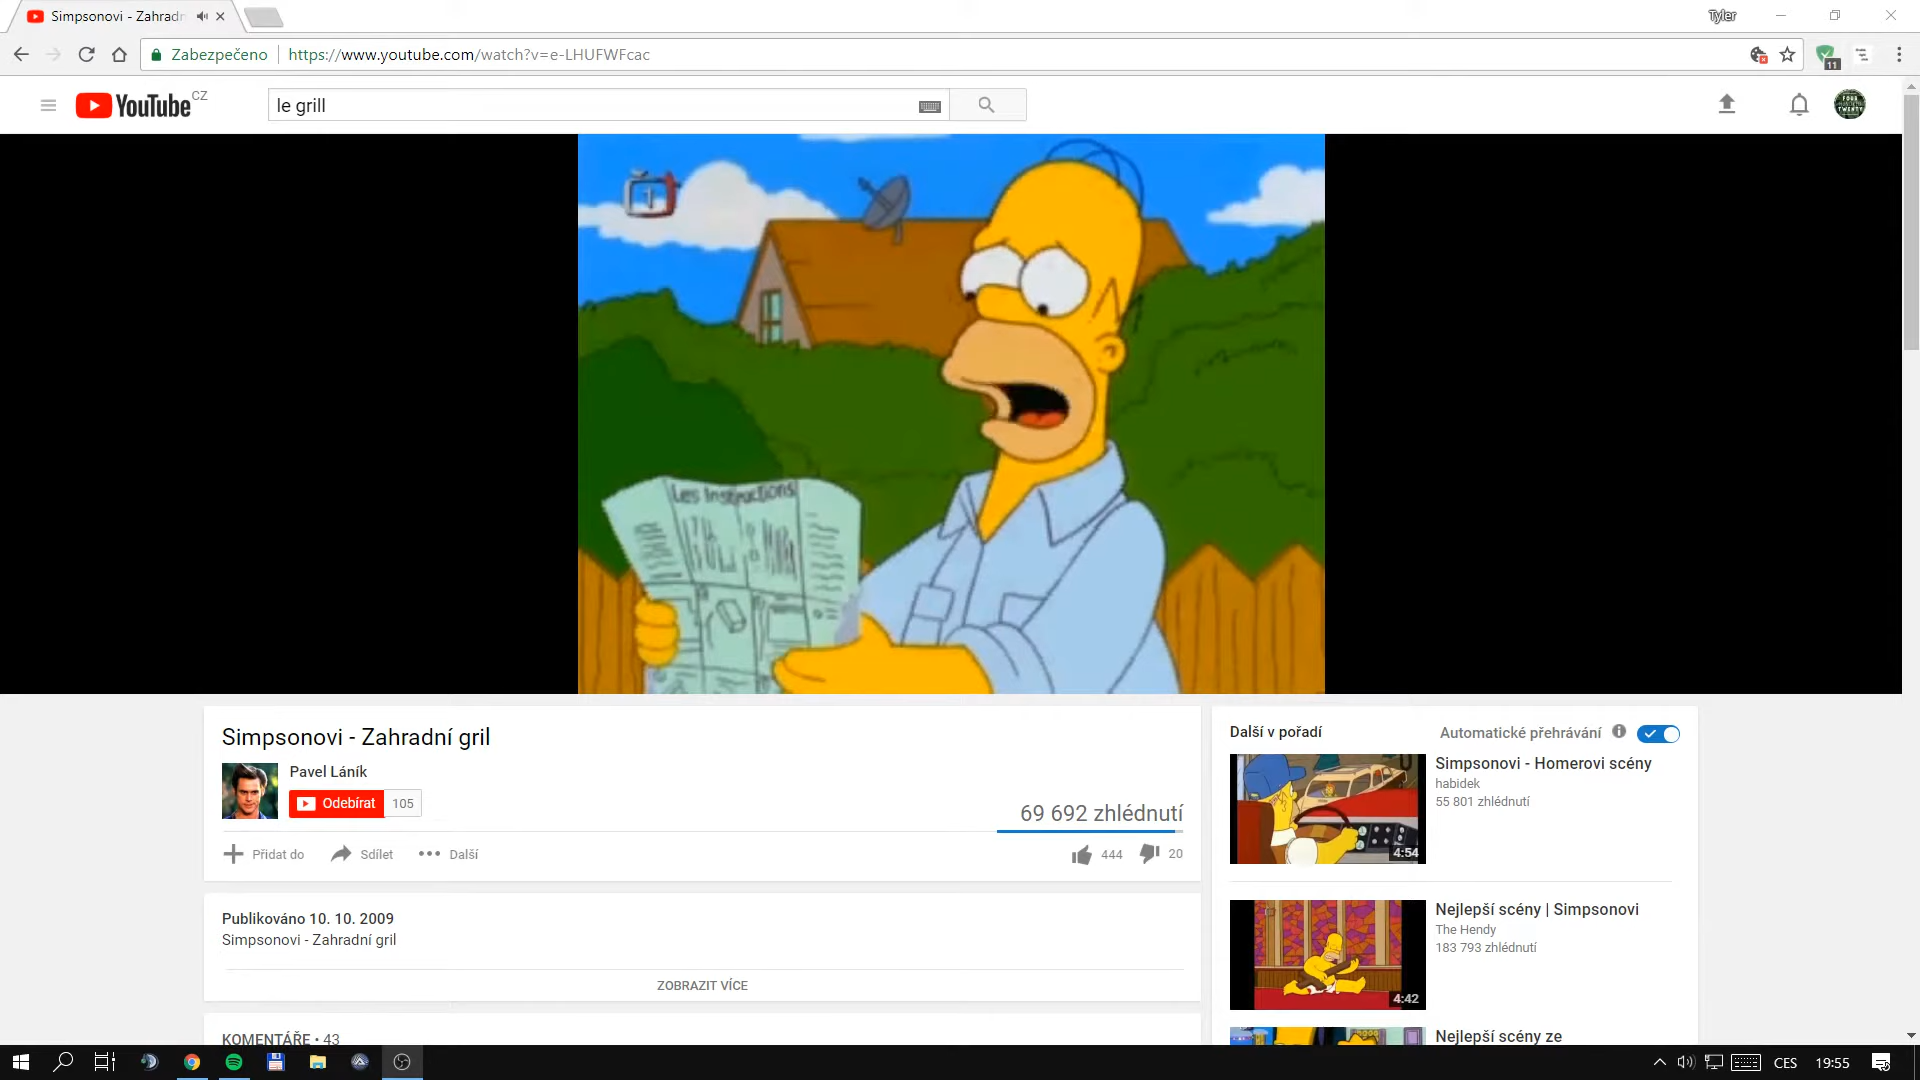 Simpsonovi - Zahradn
Tyler
Zabezpečeno
https://www.youtube.com/watch?v=e-LHUFWFcac
11
YouTube CZ
le grill
1
Les Instructions
Simpsonovi - Zahradní gril
Pavel Láník
Odebírat 105
69 692 zhlédnutí
Přidat do Sdílet Další
444 20
Publikováno 10. 10. 2009
Simpsonovi - Zahradní gril
ZOBRAZIT VÍCE
KOMENTÁŘE • 43
Další v pořadí
Automatické přehrávání
Simpsonovi - Homerovi scény
habidek
55 801 zhlédnutí
4:54
Nejlepší scény | Simpsonovi
The Hendy
183 793 zhlédnutí
4:42
Nejlepší scény ze
CES 19:55